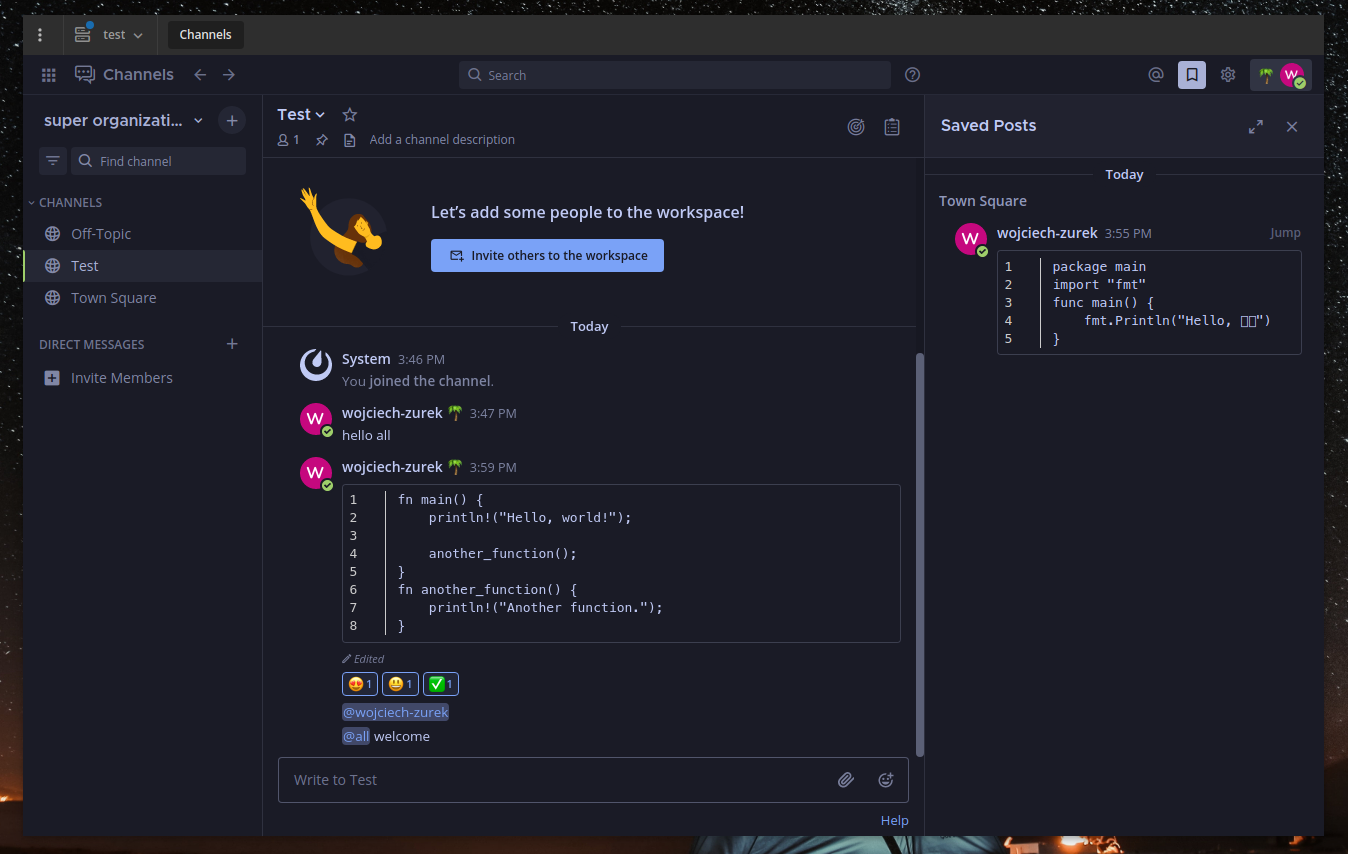 test
Channels
Channels
Search
W
super organizati...
Find channel
CHANNELS
Off-Topic
Test
Town Square
DIRECT MESSAGES
Invite Members
Test
1
Add a channel description
Let’s add some people to the workspace!
Invite others to the workspace
Today
System 3:46 PM
You joined the channel.
W
wojciech-zurek 3:47 PM
hello all
W
wojciech-zurek 3:59 PM
1 fn main() {
2     println!("Hello, world!");
3
4     another_function();
5 }
6 fn another_function() {
7     println!("Another function.");
8 }
Edited
1 1 1
@wojciech-zurek
@all welcome
Write to Test
Help
Saved Posts
Today
Town Square
W
wojciech-zurek 3:55 PM Jump
1 package main
2 import "fmt"
3 func main() {
4     fmt.Println("Hello, ")
5 }